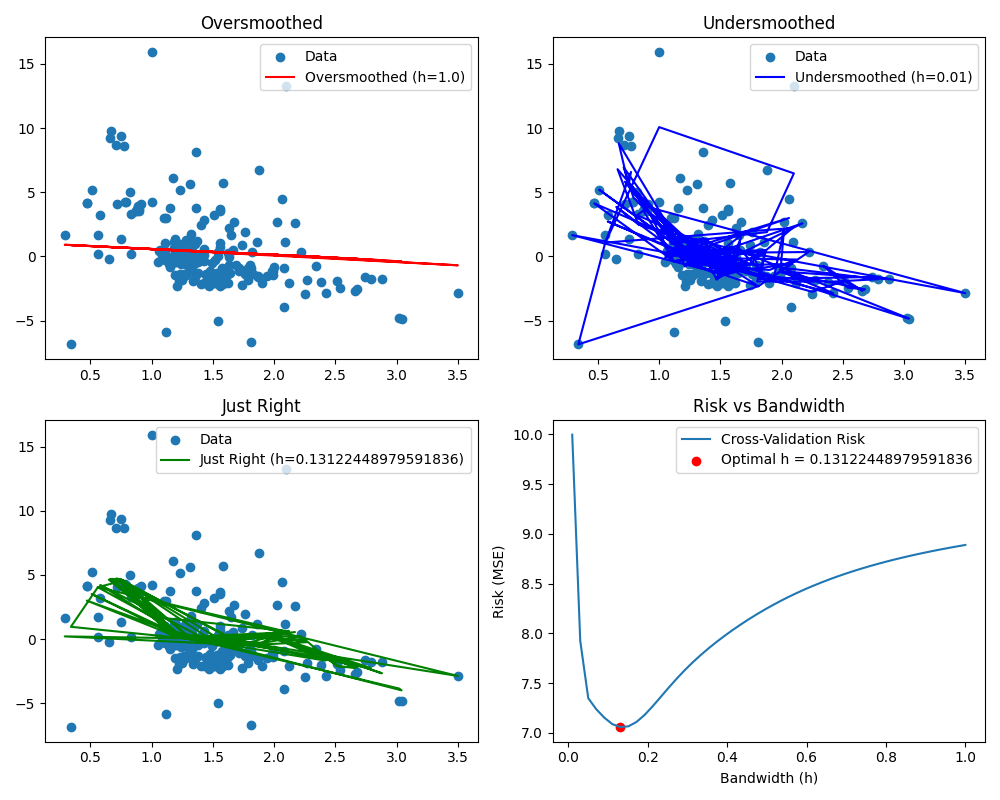 Oversmoothed
Data
Oversmoothed (h=1.0)
15
10
5
0
−5
0.5 1.0 1.5 2.0 2.5 3.0 3.5
Undersmoothed
Data
Undersmoothed (h=0.01)
15
10
5
0
−5
0.5 1.0 1.5 2.0 2.5 3.0 3.5
Just Right
Data
Just Right (h=0.13122448979591836)
15
10
5
0
−5
0.5 1.0 1.5 2.0 2.5 3.0 3.5
Risk vs Bandwidth
Cross-Validation Risk
Optimal h = 0.13122448979591836
Risk (MSE)
10.0
9.5
9.0
8.5
8.0
7.5
7.0
0.0 0.2 0.4 0.6 0.8 1.0
Bandwidth (h)